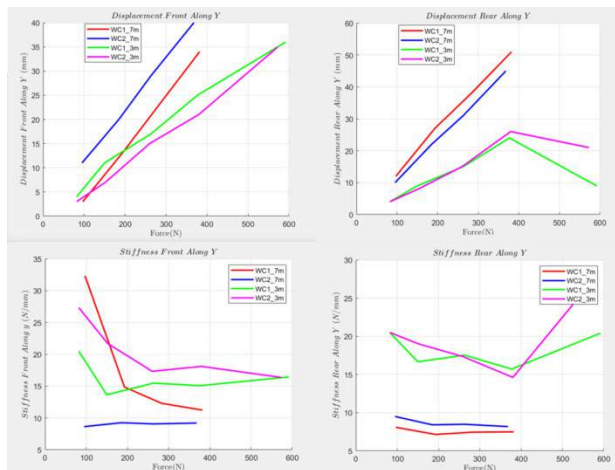 Displacement Front Along Y
Displacement Front Along Y (mm)
40
35
30
25
20
15
10
5
0
WC1_7m
WC2_7m
WC1_3m
WC2_3m
0 100 200 300 400 500 600
Force(N)
Displacement Rear Along Y
Displacement Rear Along Y (mm)
60
50
40
30
20
10
0
WC1_7m
WC2_7m
WC1_3m
WC2_3m
0 100 200 300 400 500 600
Force(N)
Stiffness Front Along Y
Stiffness Front Along y (N/mm)
35
30
25
20
15
10
5
WC1_7m
WC2_7m
WC1_3m
WC2_3m
0 100 200 300 400 500 600
Force(N)
Stiffness Rear Along Y
Stiffness Rear Along Y (N/mm)
30
25
20
15
10
5
WC1_7m
WC2_7m
WC1_3m
WC2_3m
0 100 200 300 400 500 600
Force(N)